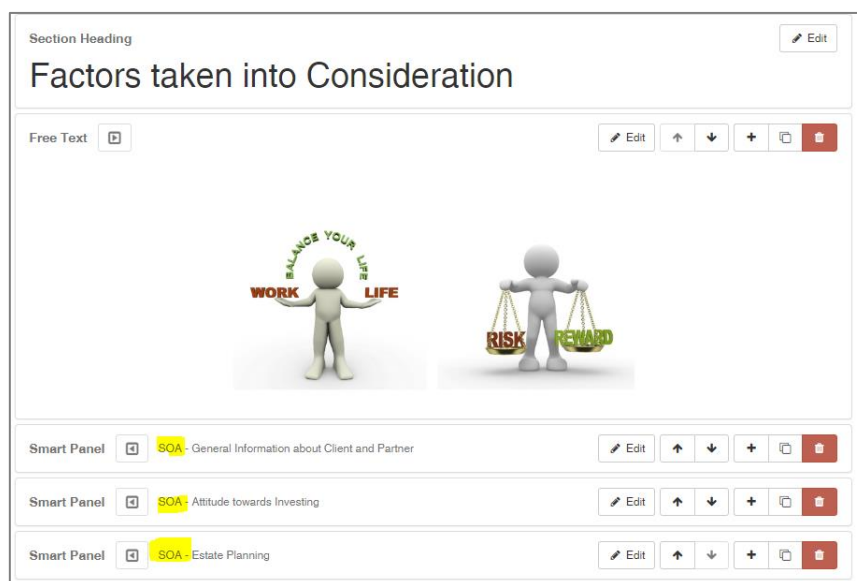 Section Heading
Edit
Factors taken into Consideration
Free Text
Edit
BALANCE YOUR LIFE
WORK LIFE
RISK REWARD
Smart Panel SOA - General Information about Client and Partner Edit
Smart Panel SOA - Attitude towards Investing Edit
Smart Panel SOA - Estate Planning Edit